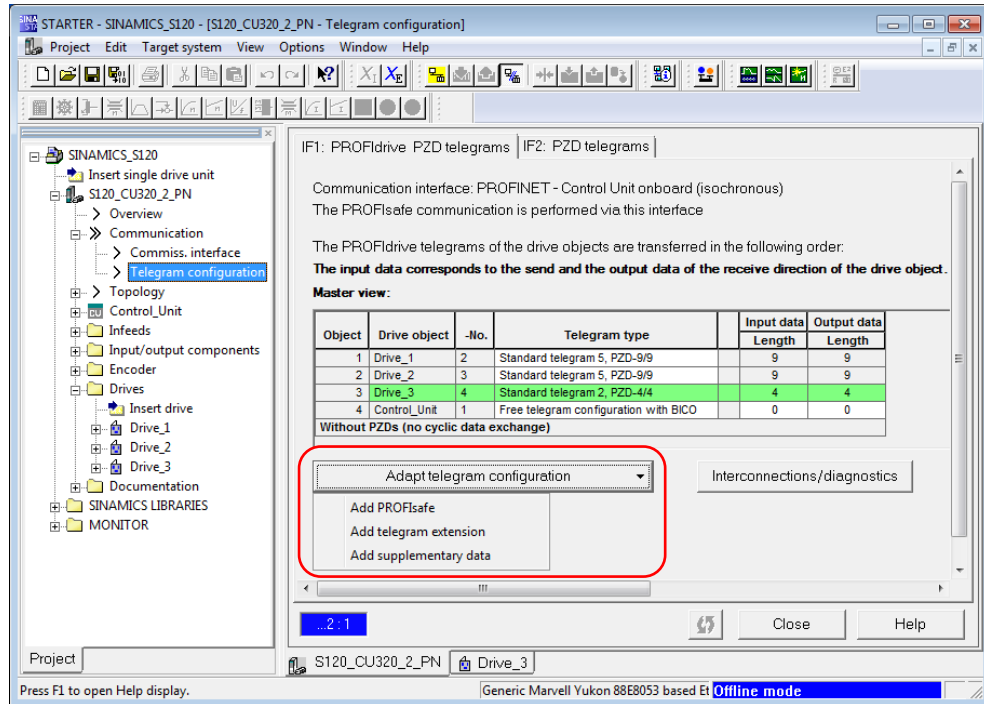 STARTER - SINAMICS_S120 - [S120_CU320_2_PN - Telegram configuration]
Project Edit Target system View Options Window Help
SINAMICS_S120
Insert single drive unit
S120_CU320_2_PN
Overview
Communication
Commiss. interface
Telegram configuration
Topology
Control_Unit
Infeeds
Input/output components
Encoder
Drives
Insert drive
Drive_1
Drive_2
Drive_3
Documentation
SINAMICS LIBRARIES
MONITOR
Project
IF1: PROFIdrive PZD telegrams IF2: PZD telegrams
Communication interface: PROFINET - Control Unit onboard (isochronous)
The PROFIsafe communication is performed via this interface
The PROFIdrive telegrams of the drive objects are transferred in the following order:
The input data corresponds to the send and the output data of the receive direction of the drive object.
Master view:
Object Drive object -No. Telegram type Input data Length Output data Length
1 Drive_1 2 Standard telegram 5, PZD-9/9 9 9
2 Drive_2 3 Standard telegram 5, PZD-9/9 9 9
3 Drive_3 4 Standard telegram 2, PZD-4/4 4 4
4 Control_Unit 1 Free telegram configuration with BICO 0 0
Without PZDs (no cyclic data exchange)
Adapt telegram configuration Interconnections/diagnostics
Add PROFIsafe
Add telegram extension
Add supplementary data
...2 : 1 Close Help
S120_CU320_2_PN Drive_3
Press F1 to open Help display. Generic Marvell Yukon 88E8053 based Et Offline mode